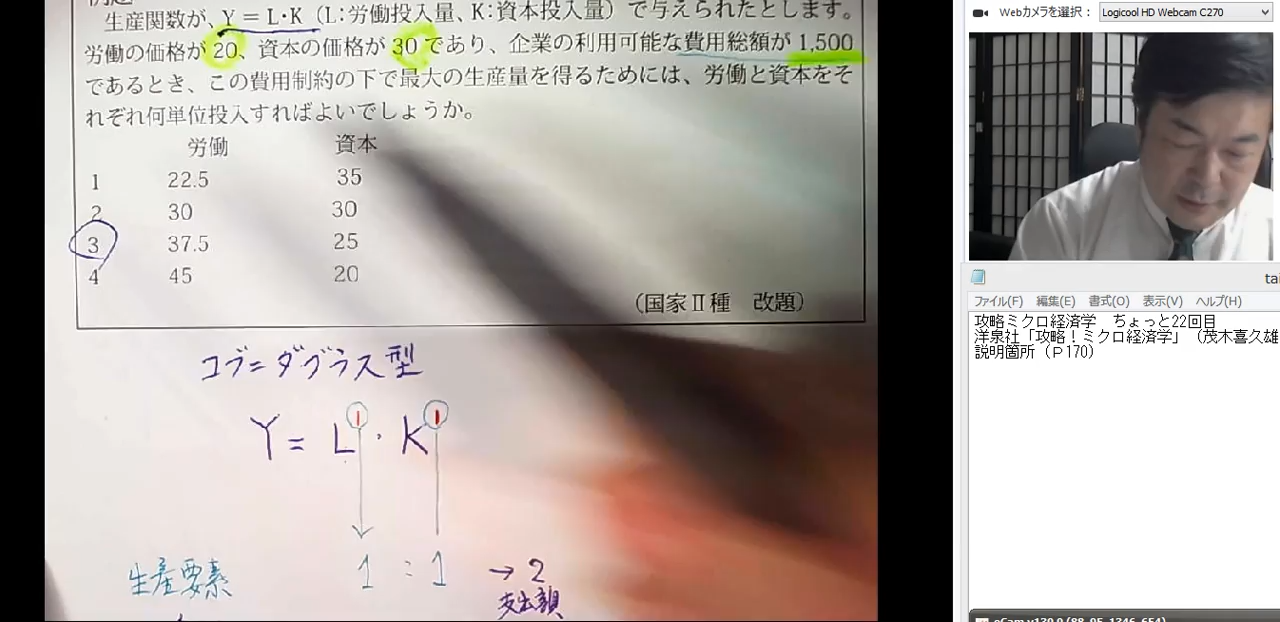 生産関数が、Y = L·K（L:労働投入量、K:資本投入量）で与えられたとします。
労働の価格が 20、資本の価格が 30 であり、企業の利用可能な費用総額が 1,500
であるとき、この費用制約の下で最大の生産量を得るためには、労働と資本をそ
れぞれ何単位投入すればよいでしょうか。
労働 資本
1 22.5 35
2 30 30
3 37.5 25
4 45 20
（国家Ⅱ種 改題）
コブ=ダグラス型
Y = L¹ · K¹
1 : 1 → 2
生産要素 支出額
Webカメラを選択： Logicool HD Webcam C270
tai
ファイル(F) 編集(E) 書式(O) 表示(V) ヘルプ(H)
攻略ミクロ経済学 ちょっと22回目
洋泉社「攻略！ミクロ経済学」（茂木喜久雄
説明箇所（P170）
eCam v130.0 (88-95-1346-654)